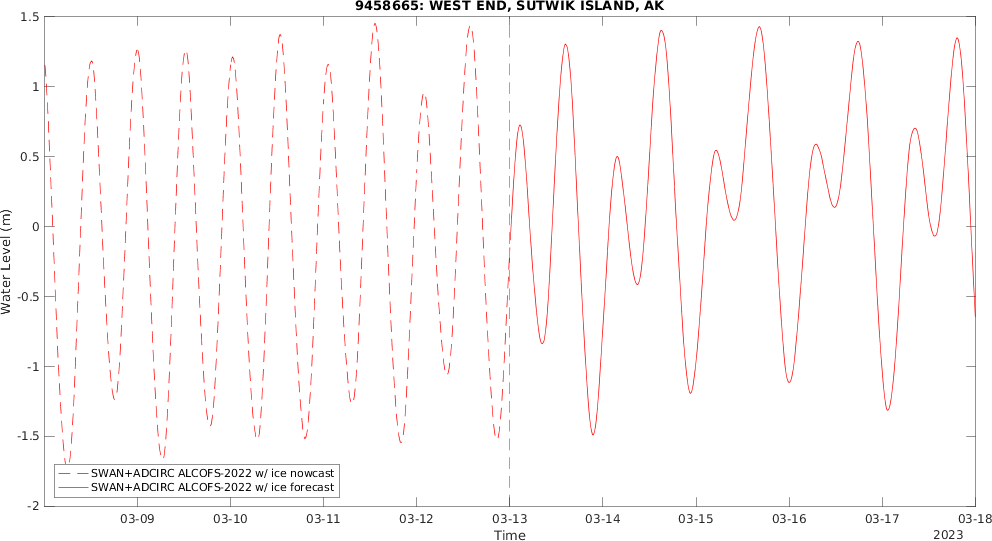 9458665: WEST END, SUTWIK ISLAND, AK
Water Level (m)
1.5
1
0.5
0
-0.5
-1
-1.5
-2
SWAN+ADCIRC ALCOFS-2022 w/ ice nowcast
SWAN+ADCIRC ALCOFS-2022 w/ ice forecast
03-09 03-10 03-11 03-12 03-13 03-14 03-15 03-16 03-17 03-18
Time
2023